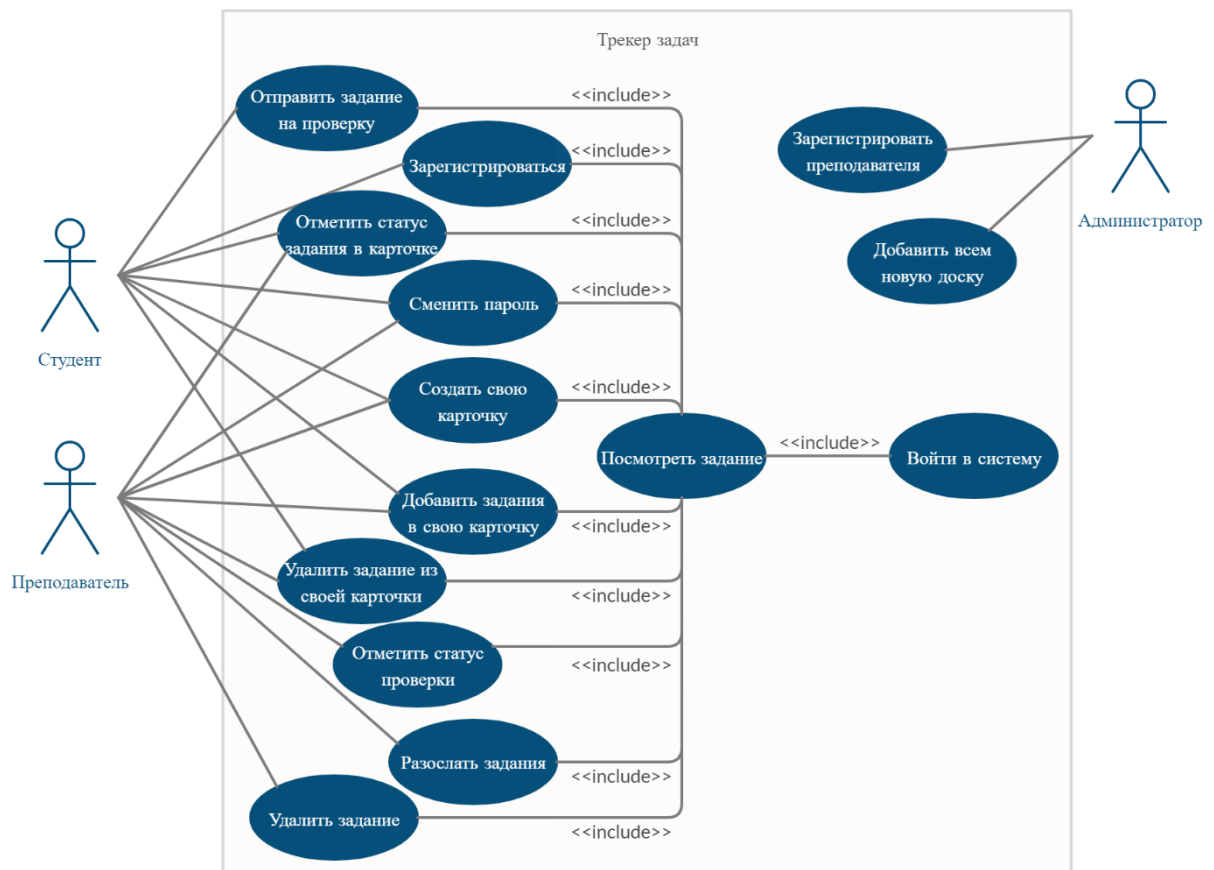 Трекер задач
Отправить задание
на проверку
<<include>>
Зарегистрироваться
<<include>>
Зарегистрировать
преподавателя
Администратор
Отметить статус
задания в карточке
<<include>>
Добавить всем
новую доску
Сменить пароль
<<include>>
Студент
Создать свою
карточку
<<include>>
Посмотреть задание
<<include>>
Войти в систему
Добавить задания
в свою карточку
<<include>>
Преподаватель
Удалить задание из
своей карточки
<<include>>
Отметить статус
проверки
<<include>>
Разослать задания
<<include>>
Удалить задание
<<include>>